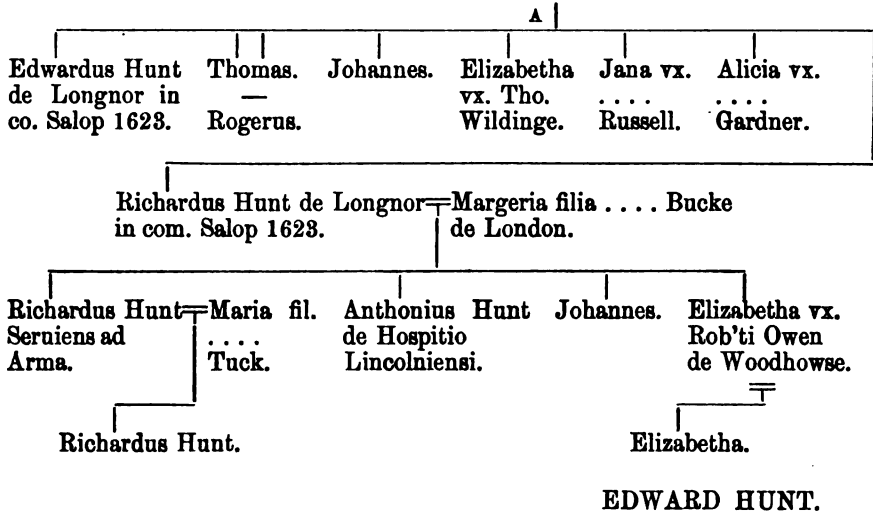 A
Edwardus Hunt de Longnor in co. Salop 1623.
Thomas.
—
Rogerus.
Johannes.
Elizabetha vx. Tho. Wildinge.
Jana vx. . . . . Russell.
Alicia vx. . . . . Gardner.
Richardus Hunt de Longnor in com. Salop 1623.
Margeria filia . . . . Bucke de London.
Richardus Hunt Seruiens ad Arma.
Maria fil. . . . . Tuck.
Anthonius Hunt de Hospitio Lincolniensi.
Johannes.
Elizabetha vx. Rob'ti Owen de Woodhowse.
Richardus Hunt.
Elizabetha.
EDWARD HUNT.